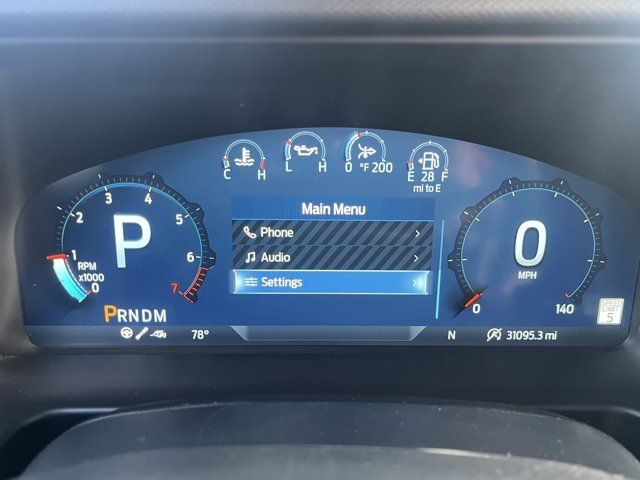 C H
L H
0 °F 200
E 28 F
mi to E
Main Menu
Phone
Audio
Settings
1 2 3 4 5 6 7
0
RPM
x1000
P
PRNDM
0
MPH
0 140
SPEED
LIMIT
5
78° N 31095.3 mi